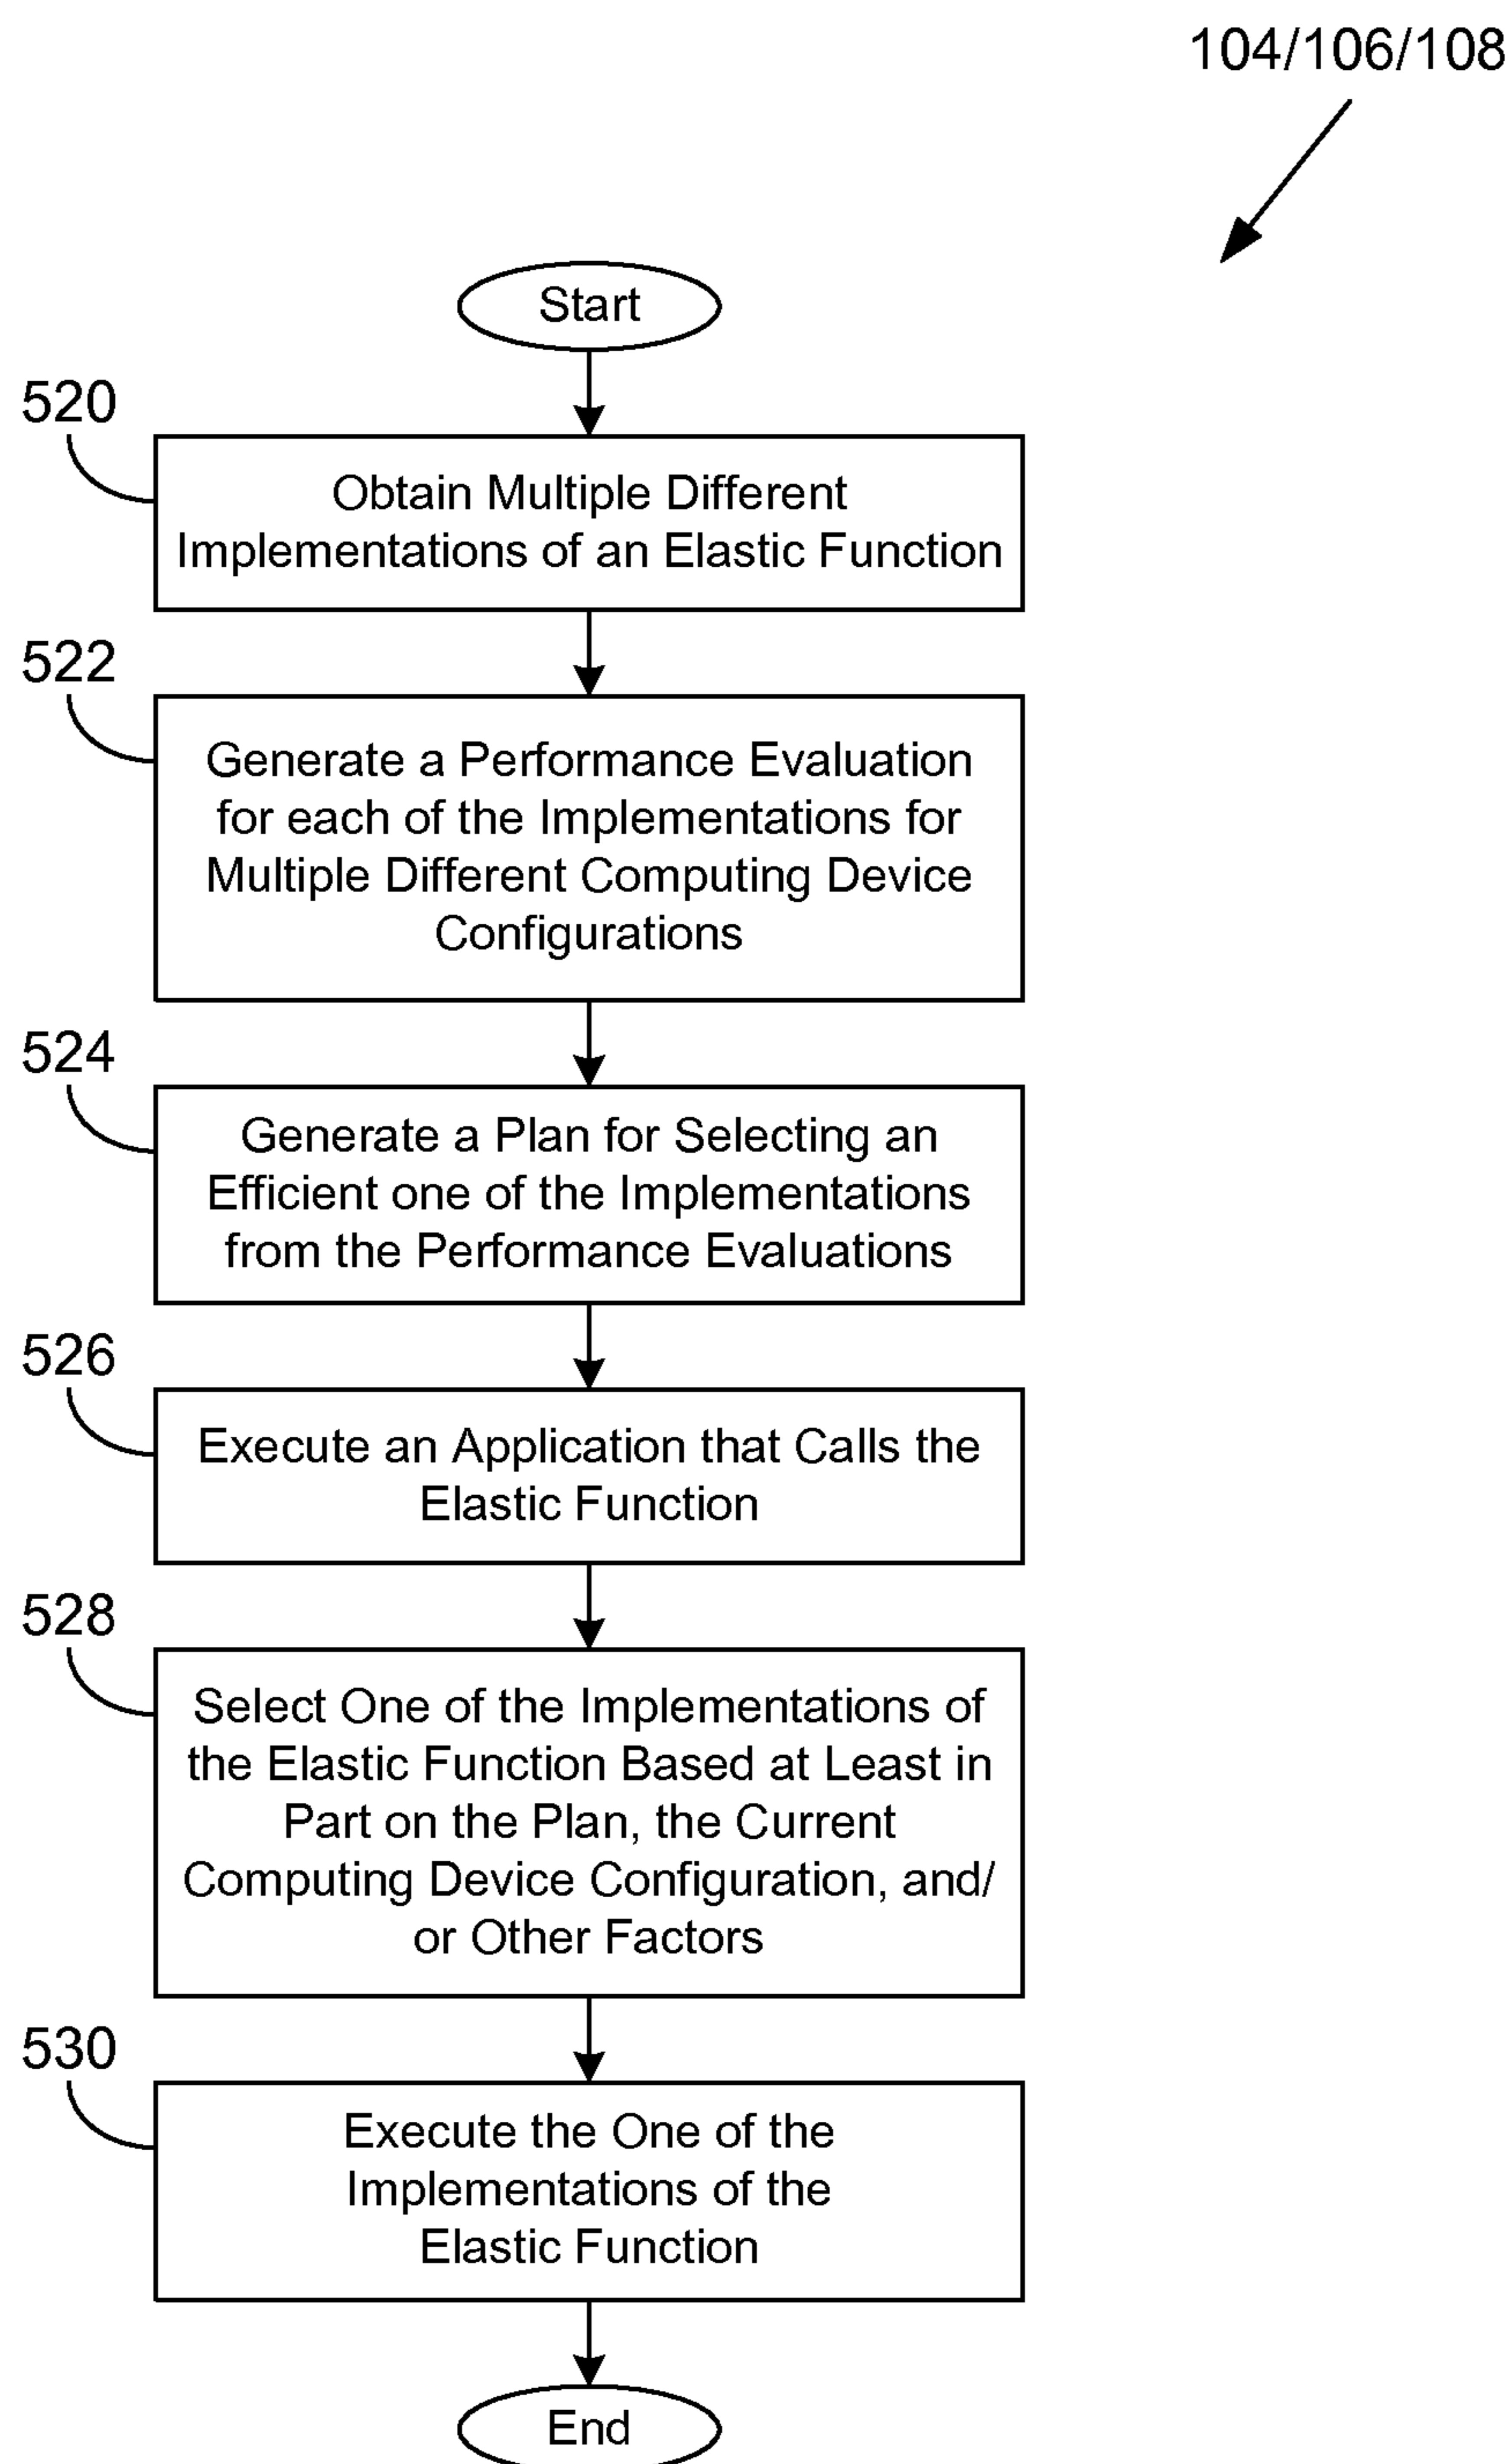 104/106/108
Start
520
Obtain Multiple Different
Implementations of an Elastic Function
522
Generate a Performance Evaluation
for each of the Implementations for
Multiple Different Computing Device
Configurations
524
Generate a Plan for Selecting an
Efficient one of the Implementations
from the Performance Evaluations
526
Execute an Application that Calls the
Elastic Function
528
Select One of the Implementations of
the Elastic Function Based at Least in
Part on the Plan, the Current
Computing Device Configuration, and/
or Other Factors
530
Execute the One of the
Implementations of the
Elastic Function
End